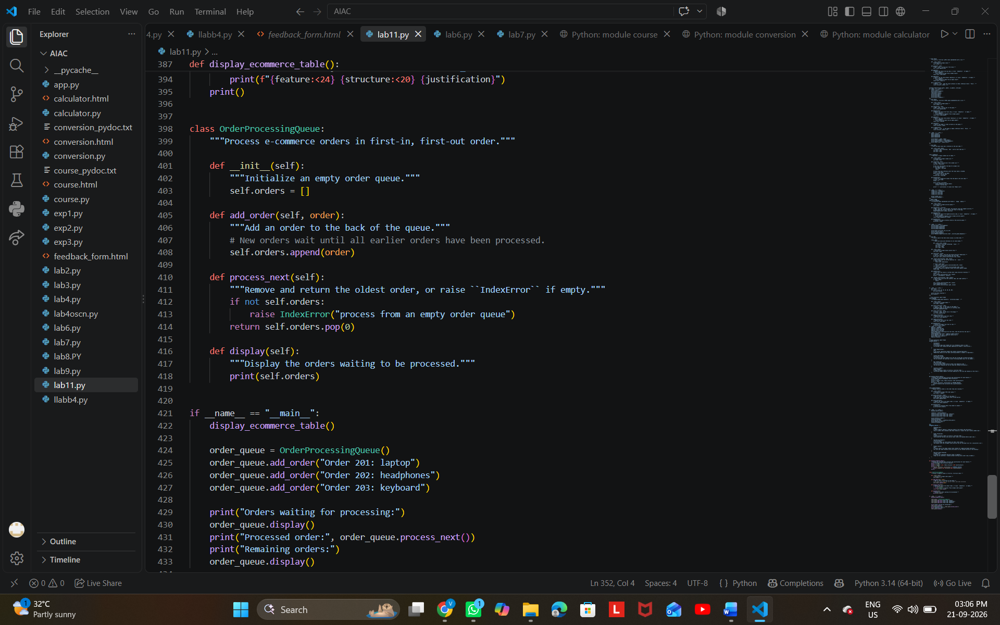 File Edit Selection View Go Run Terminal Help
AIAC
Explorer
4.py
llabb4.py
feedback_form.html
lab11.py
lab6.py
lab7.py
Python: module course
Python: module conversion
Python: module calculator
AIAC
__pycache__
app.py
calculator.html
calculator.py
conversion_pydoc.txt
conversion.html
conversion.py
course_pydoc.txt
course.html
course.py
exp1.py
exp2.py
exp3.py
feedback_form.html
lab2.py
lab3.py
lab4.py
lab4oscn.py
lab6.py
lab7.py
lab8.PY
lab9.py
lab11.py
llabb4.py
Outline
Timeline
lab11.py > ...
387 def display_ecommerce_table():
394 print(f"{feature:<24} {structure:<20} {justification}")
395 print()
396
397
398 class OrderProcessingQueue:
399 """Process e-commerce orders in first-in, first-out order."""
400
401 def __init__(self):
402 """Initialize an empty order queue."""
403 self.orders = []
404
405 def add_order(self, order):
406 """Add an order to the back of the queue."""
407 # New orders wait until all earlier orders have been processed.
408 self.orders.append(order)
409
410 def process_next(self):
411 """Remove and return the oldest order, or raise ``IndexError`` if empty."""
412 if not self.orders:
413 raise IndexError("process from an empty order queue")
414 return self.orders.pop(0)
415
416 def display(self):
417 """Display the orders waiting to be processed."""
418 print(self.orders)
419
420
421 if __name__ == "__main__":
422 display_ecommerce_table()
423
424 order_queue = OrderProcessingQueue()
425 order_queue.add_order("Order 201: laptop")
426 order_queue.add_order("Order 202: headphones")
427 order_queue.add_order("Order 203: keyboard")
428
429 print("Orders waiting for processing:")
430 order_queue.display()
431 print("Processed order:", order_queue.process_next())
432 print("Remaining orders:")
433 order_queue.display()
0 0 Live Share
Ln 352, Col 4 Spaces: 4 UTF-8 { } Python Completions Python 3.14 (64-bit) Go Live
1
32°C
Partly sunny
Search
V
1
L
W
ENG
US
03:06 PM
21-09-2026